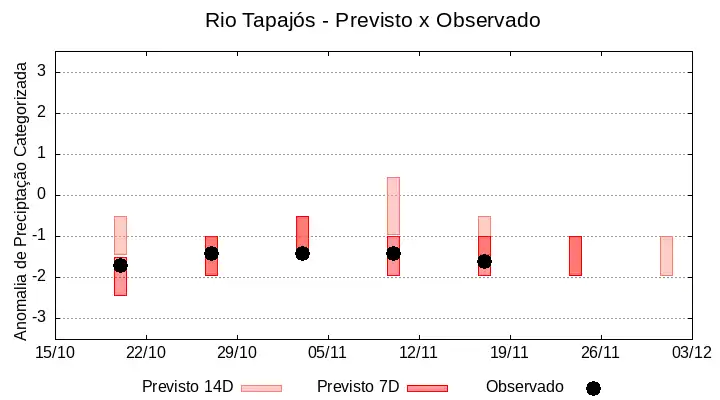 Rio Tapajós - Previsto x Observado
Anomalia de Preciptação Categorizada
3
2
1
0
-1
-2
-3
15/10 22/10 29/10 05/11 12/11 19/11 26/11 03/12
Previsto 14D Previsto 7D Observado